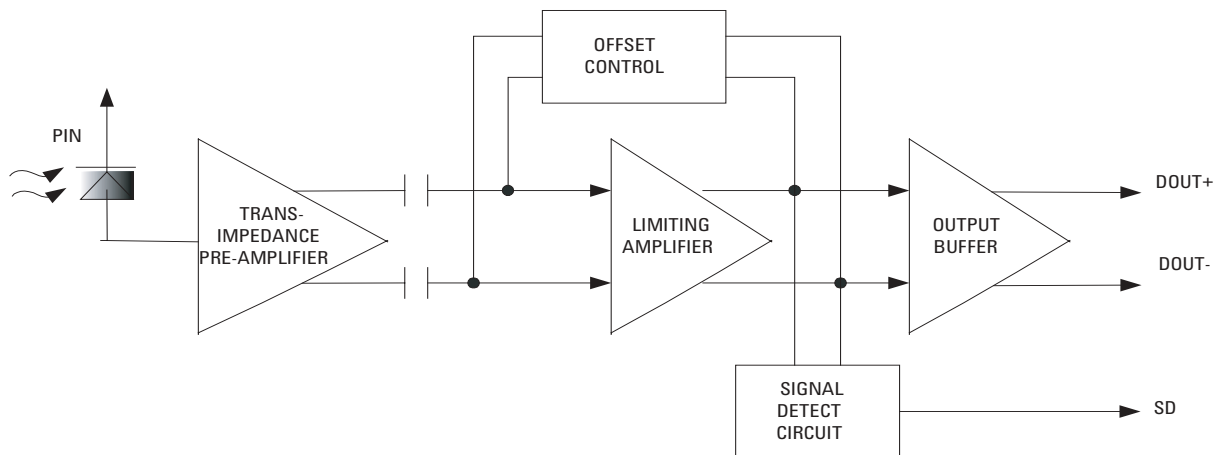 OFFSET
CONTROL
PIN
TRANS-
IMPEDANCE
PRE-AMPLIFIER
LIMITING
AMPLIFIER
OUTPUT
BUFFER
DOUT+
DOUT-
SIGNAL
DETECT
CIRCUIT
SD